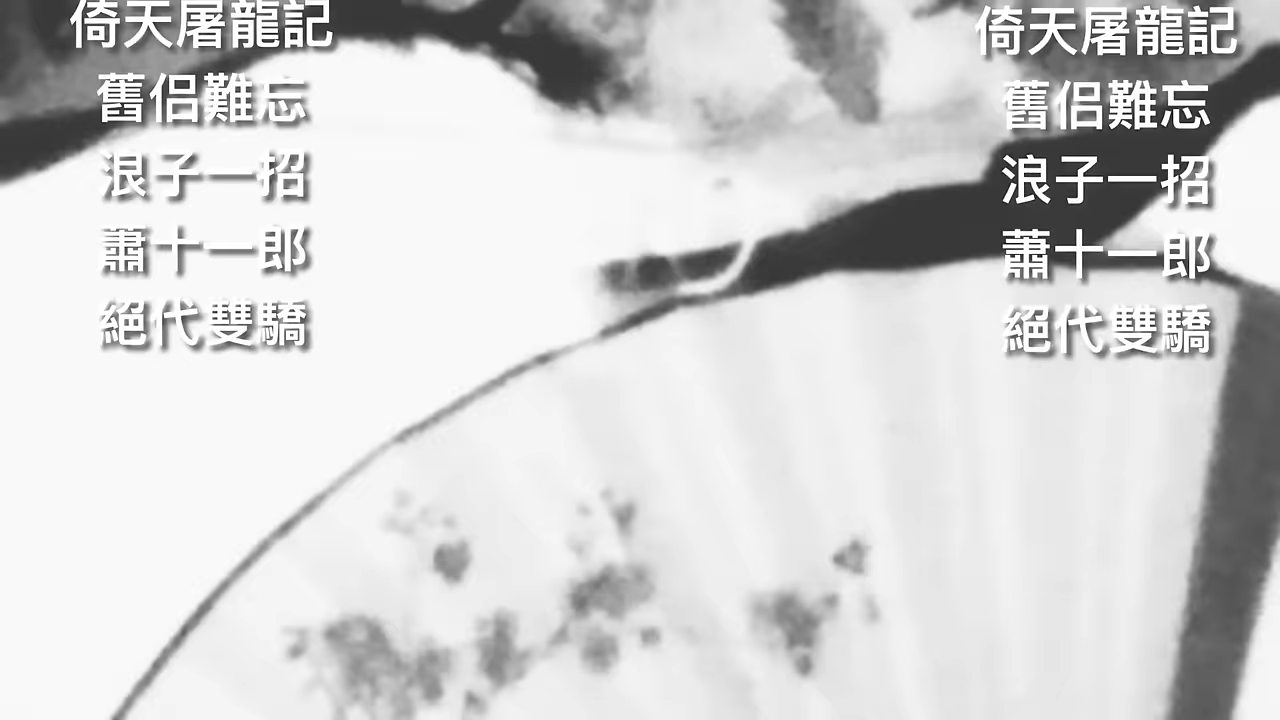 倚天屠龍記
舊侶難忘
浪子一招
蕭十一郎
絕代雙驕
倚天屠龍記
舊侶難忘
浪子一招
蕭十一郎
絕代雙驕